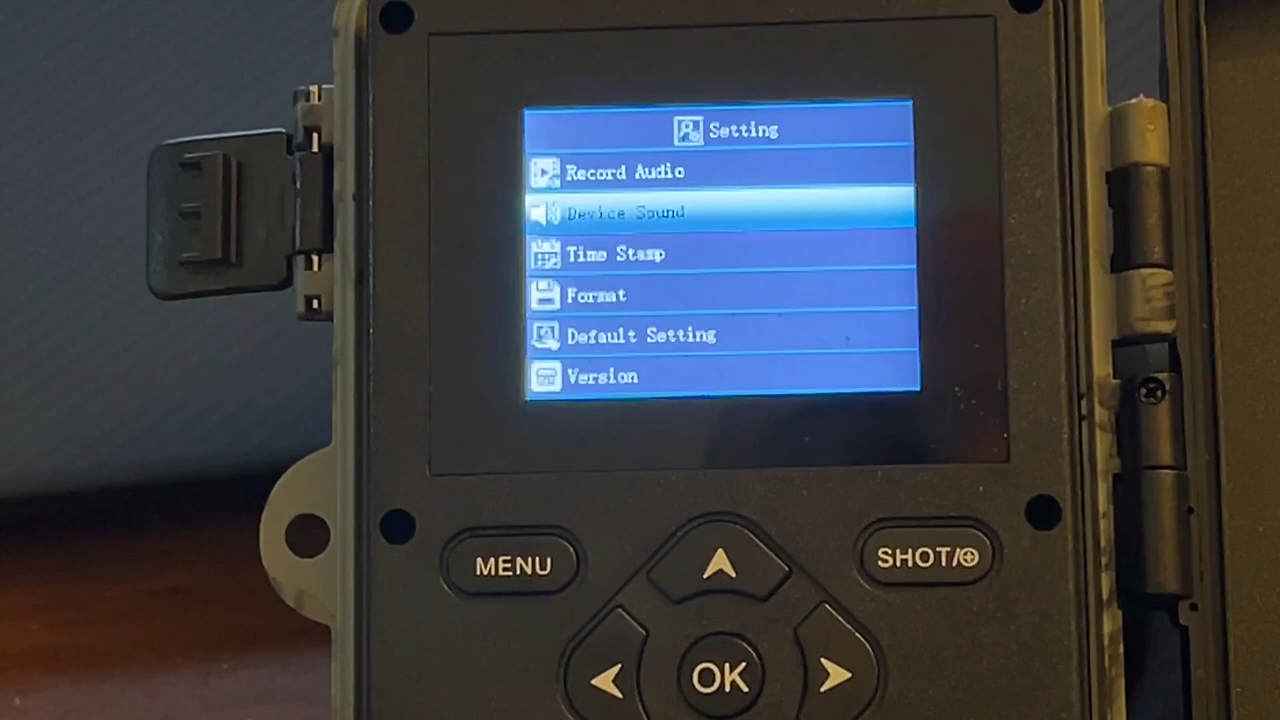 Setting
Record Audio
Device Sound
Time Stamp
Format
Default Setting
Version
MENU
SHOT/⊕
OK